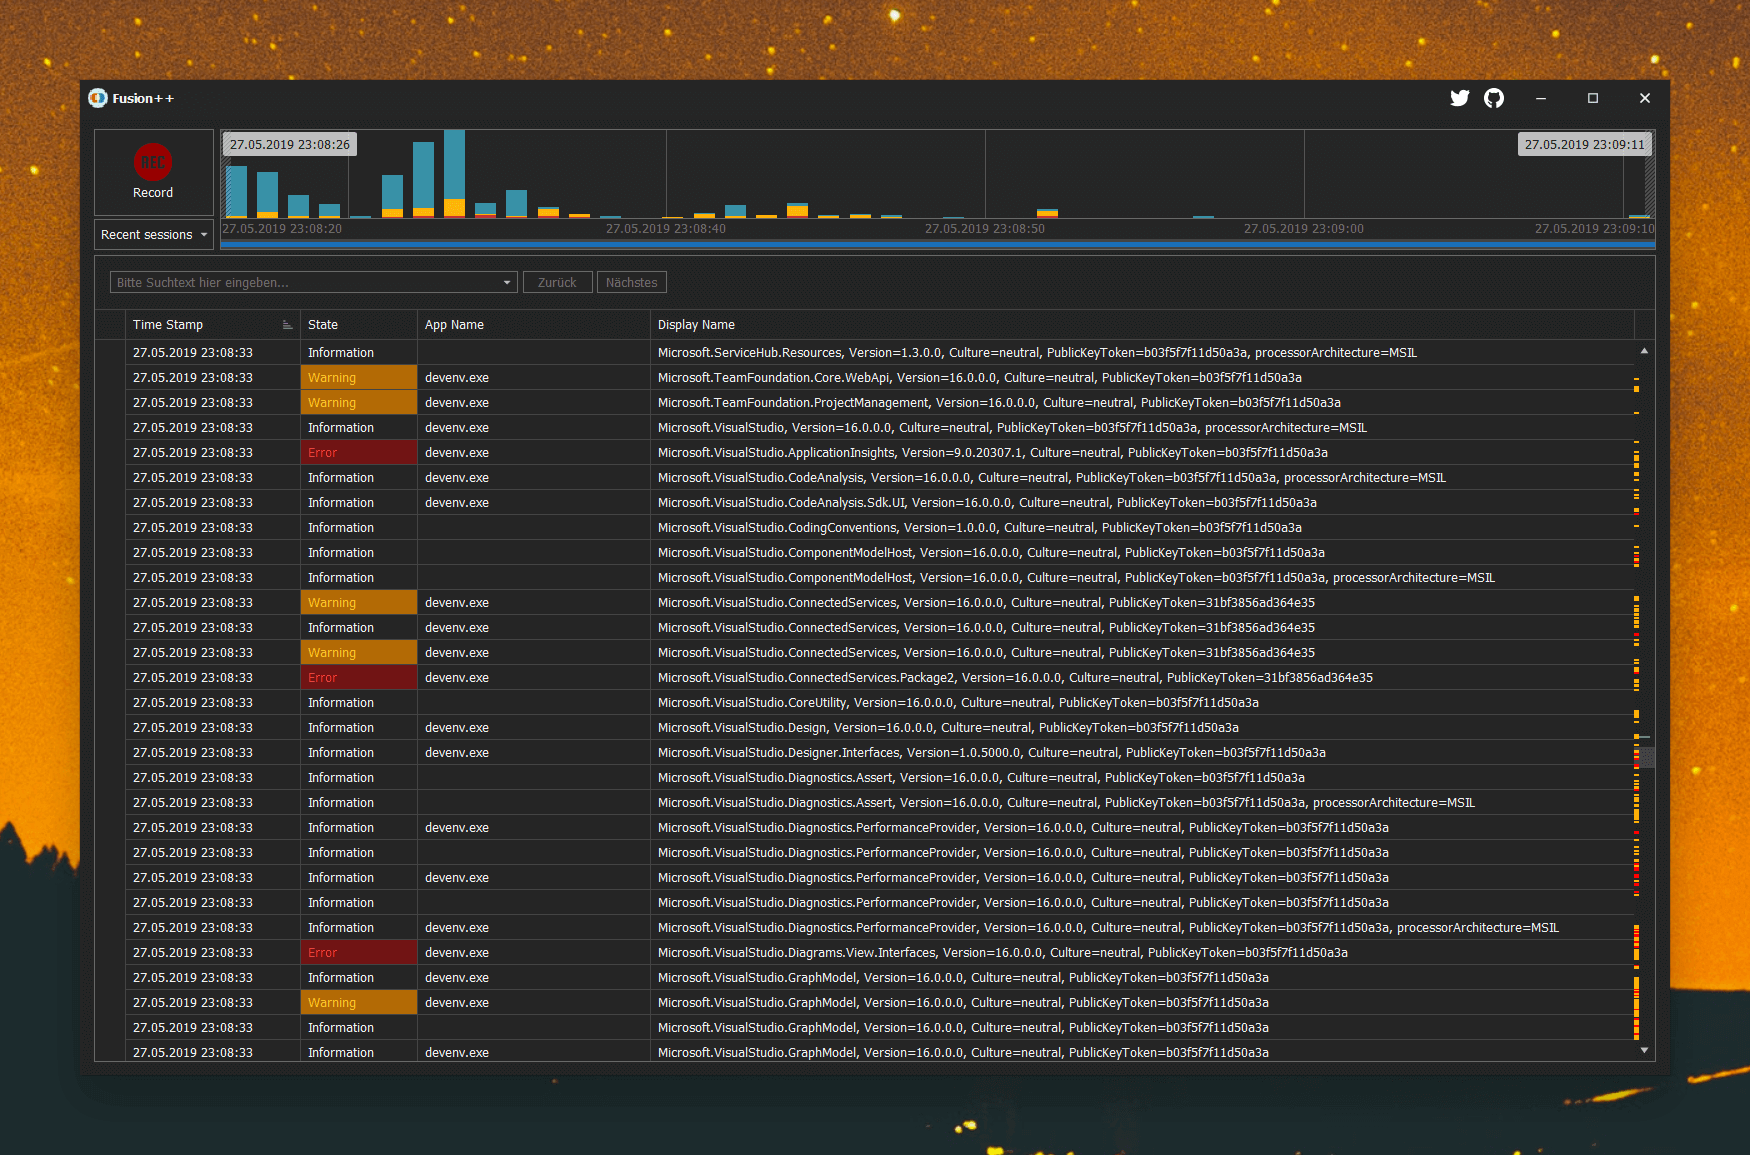 Fusion++
27.05.2019 23:08:26
27.05.2019 23:09:11
REC
Record
Recent sessions
27.05.2019 23:08:20
27.05.2019 23:08:40
27.05.2019 23:08:50
27.05.2019 23:09:00
27.05.2019 23:09:10
Bitte Suchtext hier eingeben...
Zurück
Nächstes
Time Stamp State App Name Display Name
27.05.2019 23:08:33 Information Microsoft.ServiceHub.Resources, Version=1.3.0.0, Culture=neutral, PublicKeyToken=b03f5f7f11d50a3a, processorArchitecture=MSIL
27.05.2019 23:08:33 Warning devenv.exe Microsoft.TeamFoundation.Core.WebApi, Version=16.0.0.0, Culture=neutral, PublicKeyToken=b03f5f7f11d50a3a
27.05.2019 23:08:33 Warning devenv.exe Microsoft.TeamFoundation.ProjectManagement, Version=16.0.0.0, Culture=neutral, PublicKeyToken=b03f5f7f11d50a3a
27.05.2019 23:08:33 Information devenv.exe Microsoft.VisualStudio, Version=16.0.0.0, Culture=neutral, PublicKeyToken=b03f5f7f11d50a3a, processorArchitecture=MSIL
27.05.2019 23:08:33 Error devenv.exe Microsoft.VisualStudio.ApplicationInsights, Version=9.0.20307.1, Culture=neutral, PublicKeyToken=b03f5f7f11d50a3a
27.05.2019 23:08:33 Information devenv.exe Microsoft.VisualStudio.CodeAnalysis, Version=16.0.0.0, Culture=neutral, PublicKeyToken=b03f5f7f11d50a3a, processorArchitecture=MSIL
27.05.2019 23:08:33 Information devenv.exe Microsoft.VisualStudio.CodeAnalysis.Sdk.UI, Version=16.0.0.0, Culture=neutral, PublicKeyToken=b03f5f7f11d50a3a
27.05.2019 23:08:33 Information Microsoft.VisualStudio.CodingConventions, Version=1.0.0.0, Culture=neutral, PublicKeyToken=b03f5f7f11d50a3a
27.05.2019 23:08:33 Information Microsoft.VisualStudio.ComponentModelHost, Version=16.0.0.0, Culture=neutral, PublicKeyToken=b03f5f7f11d50a3a
27.05.2019 23:08:33 Information Microsoft.VisualStudio.ComponentModelHost, Version=16.0.0.0, Culture=neutral, PublicKeyToken=b03f5f7f11d50a3a, processorArchitecture=MSIL
27.05.2019 23:08:33 Warning devenv.exe Microsoft.VisualStudio.ConnectedServices, Version=16.0.0.0, Culture=neutral, PublicKeyToken=31bf3856ad364e35
27.05.2019 23:08:33 Information devenv.exe Microsoft.VisualStudio.ConnectedServices, Version=16.0.0.0, Culture=neutral, PublicKeyToken=31bf3856ad364e35
27.05.2019 23:08:33 Warning devenv.exe Microsoft.VisualStudio.ConnectedServices, Version=16.0.0.0, Culture=neutral, PublicKeyToken=31bf3856ad364e35
27.05.2019 23:08:33 Error devenv.exe Microsoft.VisualStudio.ConnectedServices.Package2, Version=16.0.0.0, Culture=neutral, PublicKeyToken=31bf3856ad364e35
27.05.2019 23:08:33 Information Microsoft.VisualStudio.CoreUtility, Version=16.0.0.0, Culture=neutral, PublicKeyToken=b03f5f7f11d50a3a
27.05.2019 23:08:33 Information devenv.exe Microsoft.VisualStudio.Design, Version=16.0.0.0, Culture=neutral, PublicKeyToken=b03f5f7f11d50a3a
27.05.2019 23:08:33 Information devenv.exe Microsoft.VisualStudio.Designer.Interfaces, Version=1.0.5000.0, Culture=neutral, PublicKeyToken=b03f5f7f11d50a3a
27.05.2019 23:08:33 Information Microsoft.VisualStudio.Diagnostics.Assert, Version=16.0.0.0, Culture=neutral, PublicKeyToken=b03f5f7f11d50a3a
27.05.2019 23:08:33 Information Microsoft.VisualStudio.Diagnostics.Assert, Version=16.0.0.0, Culture=neutral, PublicKeyToken=b03f5f7f11d50a3a, processorArchitecture=MSIL
27.05.2019 23:08:33 Information devenv.exe Microsoft.VisualStudio.Diagnostics.PerformanceProvider, Version=16.0.0.0, Culture=neutral, PublicKeyToken=b03f5f7f11d50a3a
27.05.2019 23:08:33 Information Microsoft.VisualStudio.Diagnostics.PerformanceProvider, Version=16.0.0.0, Culture=neutral, PublicKeyToken=b03f5f7f11d50a3a
27.05.2019 23:08:33 Information devenv.exe Microsoft.VisualStudio.Diagnostics.PerformanceProvider, Version=16.0.0.0, Culture=neutral, PublicKeyToken=b03f5f7f11d50a3a
27.05.2019 23:08:33 Information Microsoft.VisualStudio.Diagnostics.PerformanceProvider, Version=16.0.0.0, Culture=neutral, PublicKeyToken=b03f5f7f11d50a3a
27.05.2019 23:08:33 Information devenv.exe Microsoft.VisualStudio.Diagnostics.PerformanceProvider, Version=16.0.0.0, Culture=neutral, PublicKeyToken=b03f5f7f11d50a3a, processorArchitecture=MSIL
27.05.2019 23:08:33 Error devenv.exe Microsoft.VisualStudio.Diagrams.View.Interfaces, Version=16.0.0.0, Culture=neutral, PublicKeyToken=b03f5f7f11d50a3a
27.05.2019 23:08:33 Information devenv.exe Microsoft.VisualStudio.GraphModel, Version=16.0.0.0, Culture=neutral, PublicKeyToken=b03f5f7f11d50a3a
27.05.2019 23:08:33 Warning devenv.exe Microsoft.VisualStudio.GraphModel, Version=16.0.0.0, Culture=neutral, PublicKeyToken=b03f5f7f11d50a3a
27.05.2019 23:08:33 Information Microsoft.VisualStudio.GraphModel, Version=16.0.0.0, Culture=neutral, PublicKeyToken=b03f5f7f11d50a3a
27.05.2019 23:08:33 Information devenv.exe Microsoft.VisualStudio.GraphModel, Version=16.0.0.0, Culture=neutral, PublicKeyToken=b03f5f7f11d50a3a